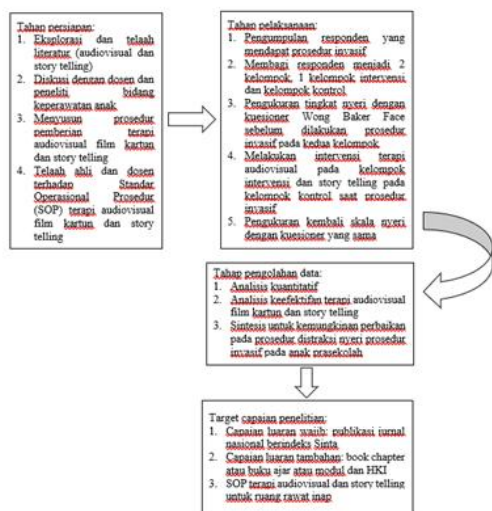 Tahan persiapan:
1. Eksplorasi dan telaah
literatur (audiovisual dan
story telling)
2. Diskusi dengan dosen dan
peneliti bidang
keperawatan anak
3. Menyusun prosedur
pemberian terapi
audiovisual film kartun
dan story telling
4. Telaah ahli dan dosen
terhadap Standar
Operasional Prosedur
(SOP) terapi audiovisual
film kartun dan story
telling
Tahan pelaksanaan:
1. Pengumpulan responden yang
mendapat prosedur invasif
2. Membagi responden menjadi 2
kelompok, 1 kelompok intervensi
dan kelompok kontrol
3. Pengukuran tingkat nyeri dengan
kuesioner Wong Baker Face
sebelum dilakukan prosedur
invasif pada kedua kelompok
4. Melakukan intervensi terapi
audiovisual pada kelompok
intervensi dan story telling pada
kelompok kontrol saat prosedur
invasif
5. Pengukuran kembali skala nyeri
dengan kuesioner yang sama
Tahap pengolahan data:
1. Analisis kuantitatif
2. Analisis keefektifan terapi audiovisual
film kartun dan story telling
3. Sintesis untuk kemungkinan perbaikan
pada prosedur distraksi nyeri prosedur
invasif pada anak prasekolah
Target capaian penelitian:
1. Capaian luaran wajib: publikasi jurnal
nasional berindeks Sinta
2. Capaian luaran tambahan: book chapter
atau buku ajar atau modul dan HKI
3. SOP terapi audiovisual dan story telling
untuk ruang rawat inap